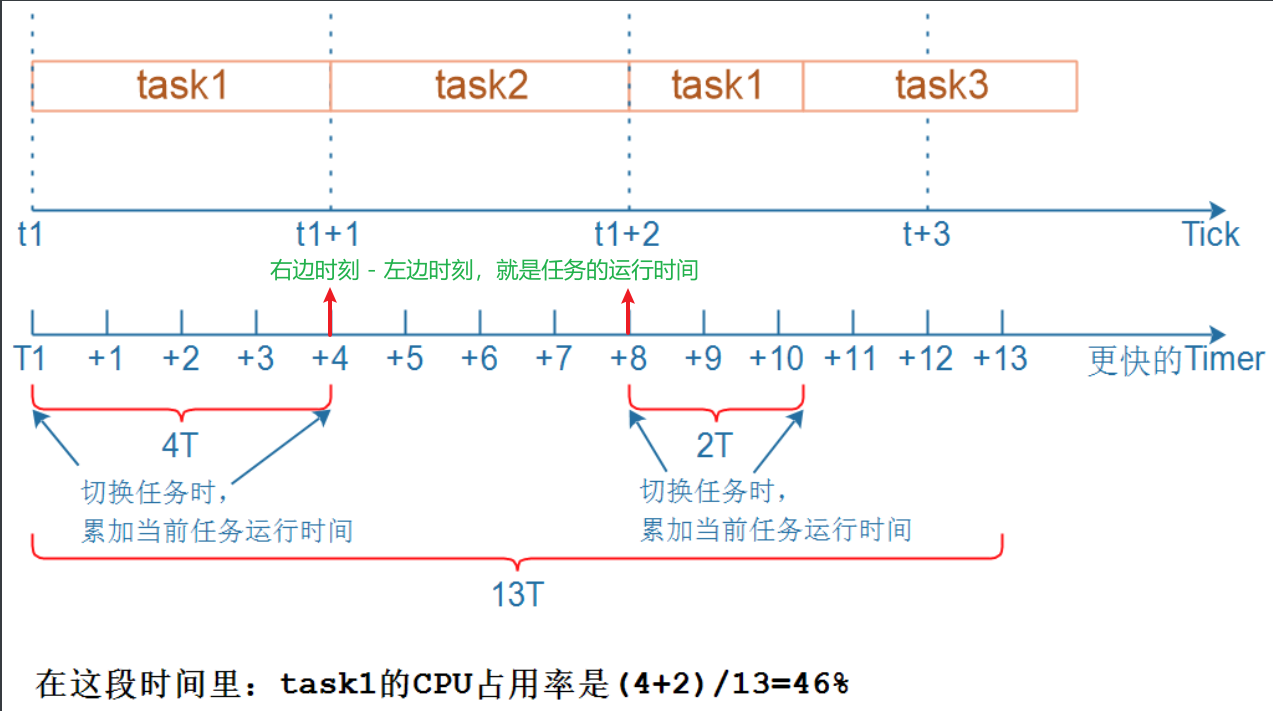 task1 task2 task1 task3
t1 t1+1 t1+2 t+3 Tick
右边时刻 - 左边时刻，就是任务的运行时间
T1 +1 +2 +3 +4 +5 +6 +7 +8 +9 +10 +11 +12 +13 更快的Timer
4T 2T
切换任务时，
累加当前任务运行时间
切换任务时，
累加当前任务运行时间
13T
在这段时间里：task1的CPU占用率是(4+2)/13=46%